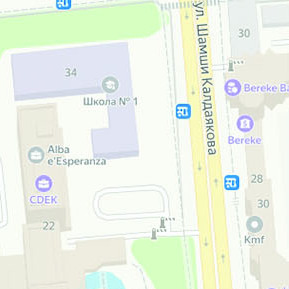 ул. Шамши Калдаякова
30
34
Школа № 1
Bereke Ba
Bereke
Alba
e'Esperanza
CDEK
28
30
22
Kmf